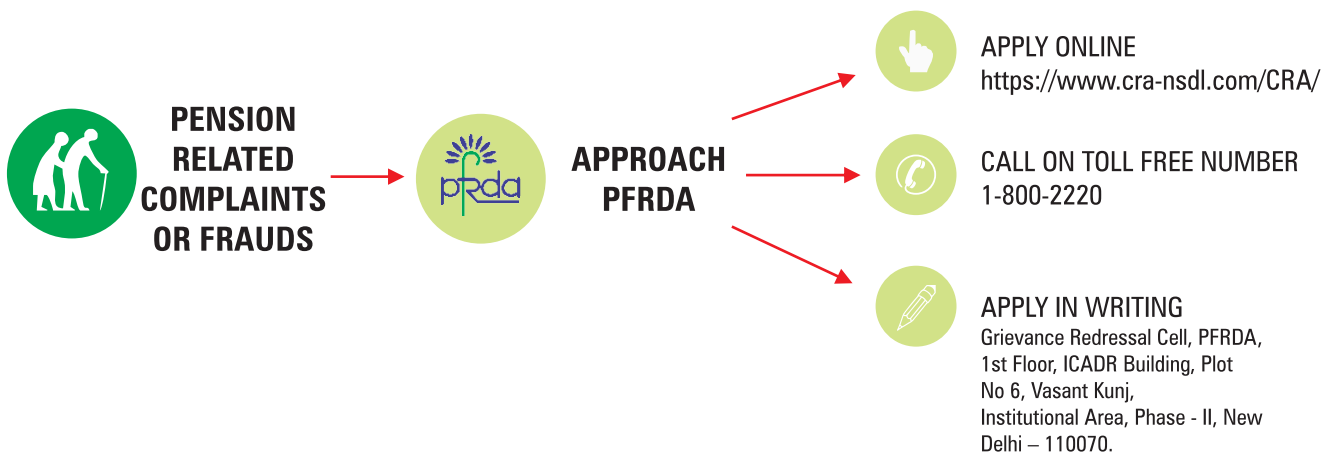 PENSION
RELATED
COMPLAINTS
OR FRAUDS
pfrda
APPROACH
PFRDA
APPLY ONLINE
https://www.cra-nsdl.com/CRA/
CALL ON TOLL FREE NUMBER
1-800-2220
APPLY IN WRITING
Grievance Redressal Cell, PFRDA,
1st Floor, ICADR Building, Plot
No 6, Vasant Kunj,
Institutional Area, Phase - II, New
Delhi – 110070.